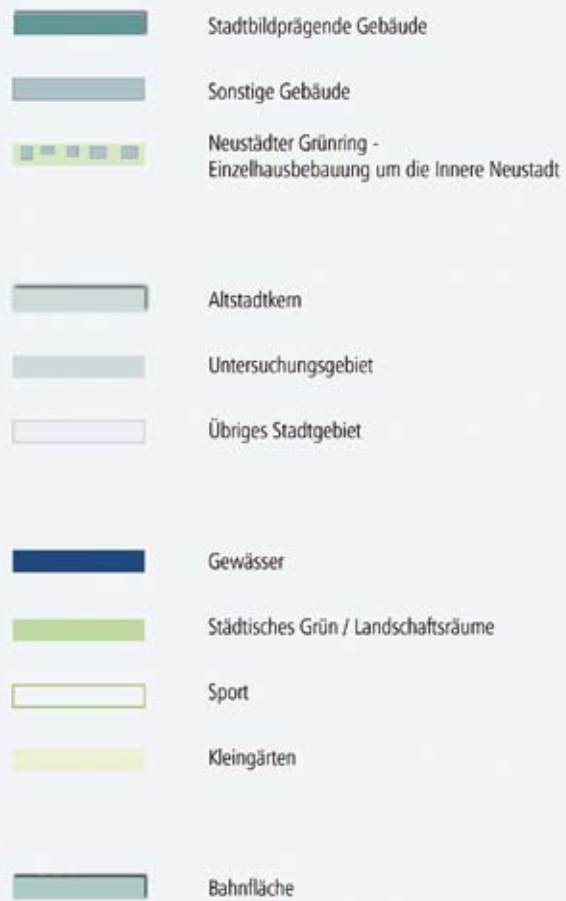 Stadtbildprägende Gebäude
Sonstige Gebäude
Neustädter Grünring -
Einzelhausbebauung um die Innere Neustadt
Altstadtkern
Untersuchungsgebiet
Übriges Stadtgebiet
Gewässer
Städtisches Grün / Landschaftsräume
Sport
Kleingärten
Bahnfläche